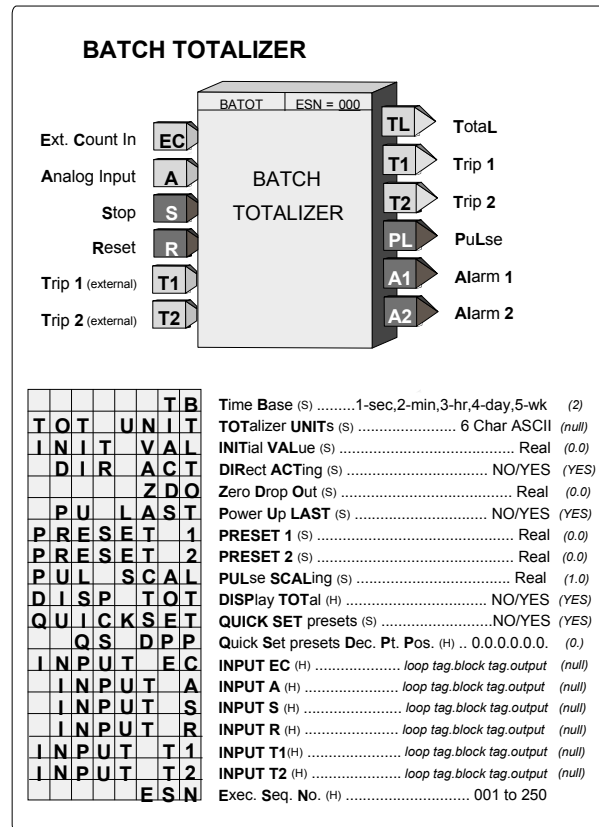 BATCH TOTALIZER
BATOT ESN = 000
Ext. Count In EC
Analog Input A
Stop S
Reset R
Trip 1 (external) T1
Trip 2 (external) T2
BATCH
TOTALIZER
TL TotaL
T1 Trip 1
T2 Trip 2
PL PuLse
A1 Alarm 1
A2 Alarm 2
TB Time Base (S) .........1-sec,2-min,3-hr,4-day,5-wk (2)
TOT UNIT TOTalizer UNITs (S) ..................... 6 Char ASCII (null)
INIT VAL INITial VALue (S) .................................... Real (0.0)
DIR ACT DIRect ACTing (S) ............................ NO/YES (YES)
ZDO Zero Drop Out (S) .................................... Real (0.0)
PU LAST Power Up LAST (S) ........................... NO/YES (YES)
PRESET 1 PRESET 1 (S) ........................................ Real (0.0)
PRESET 2 PRESET 2 (S) ........................................ Real (0.0)
PUL SCAL PULse SCALing (S) .................................. Real (1.0)
DISP TOT DISPlay TOTal (H) ............................. NO/YES (YES)
QUICKSET QUICK SET presets (S) ....................NO/YES (YES)
QS DPP Quick Set presets Dec. Pt. Pos. (H) .. 0.0.0.0.0.0. (0.)
INPUT EC INPUT EC (H) ...................... loop tag.block tag.output (null)
INPUT A INPUT A (H) ........................ loop tag.block tag.output (null)
INPUT S INPUT S (H) ........................ loop tag.block tag.output (null)
INPUT R INPUT R (H) ........................ loop tag.block tag.output (null)
INPUT T1 INPUT T1(H) ........................ loop tag.block tag.output (null)
INPUT T2 INPUT T2 (H) ....................... loop tag.block tag.output (null)
ESN Exec. Seq. No. (H) ............................. 001 to 250